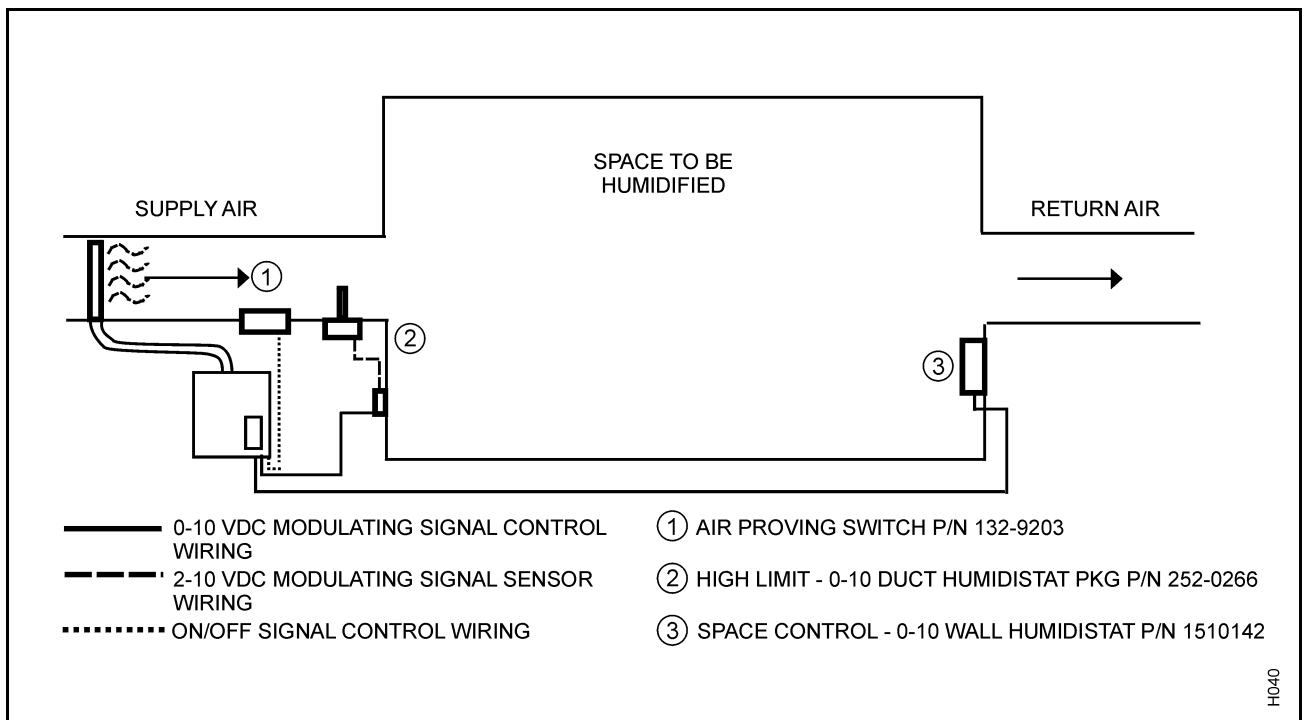 SPACE TO BE
HUMIDIFIED
SUPPLY AIR
RETURN AIR
1
2
3
0-10 VDC MODULATING SIGNAL CONTROL
WIRING
2-10 VDC MODULATING SIGNAL SENSOR
WIRING
ON/OFF SIGNAL CONTROL WIRING
1 AIR PROVING SWITCH P/N 132-9203
2 HIGH LIMIT - 0-10 DUCT HUMIDISTAT PKG P/N 252-0266
3 SPACE CONTROL - 0-10 WALL HUMIDISTAT P/N 1510142
H040